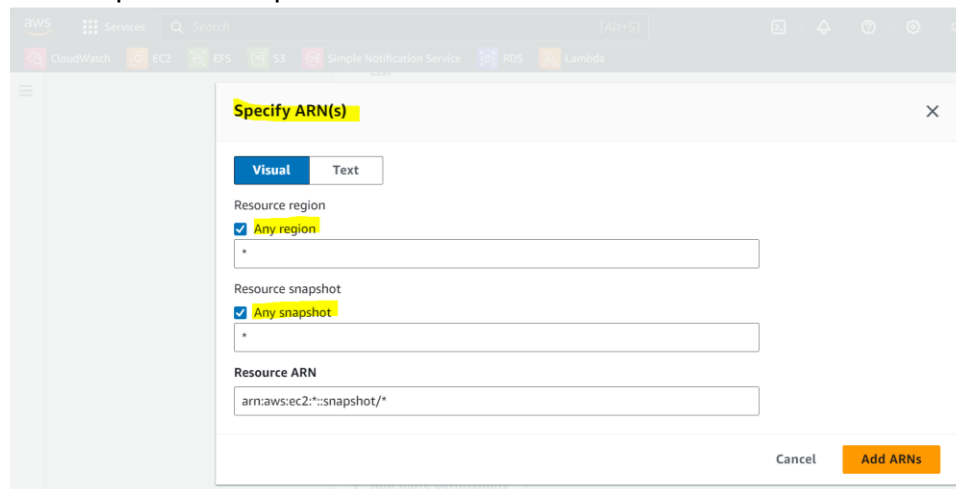 aws Services Search [Alt+S]
CloudWatch EC2 EFS S3 Simple Notification Service RDS Lambda
Specify ARN(s)
Visual Text
Resource region
Any region
*
Resource snapshot
Any snapshot
*
Resource ARN
arn:aws:ec2:*::snapshot/*
Cancel Add ARNs